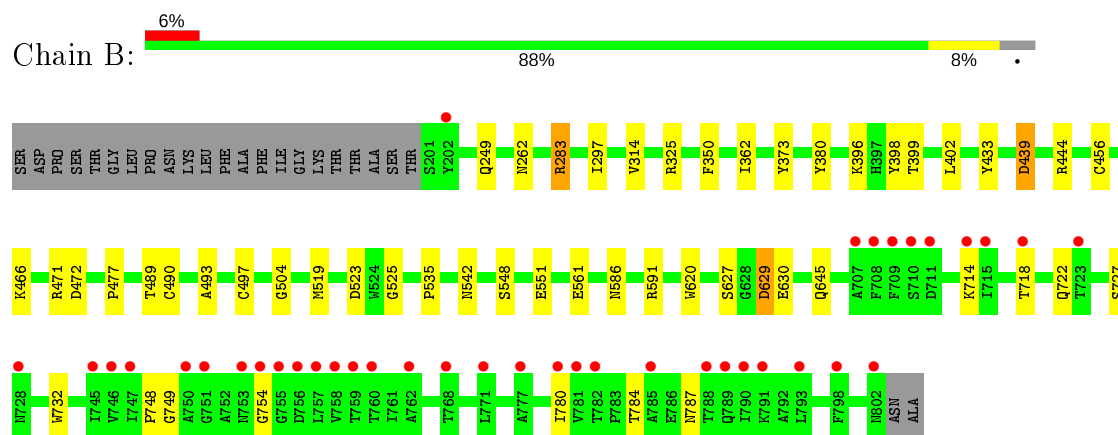 6%
Chain B:
88% 8% •
SER ASP PRO SER THR GLY LEU PRO ASN LYS LEU PHE ALA PHE ILE GLY LYS THR THR ALA SER THR S201 Y202 Q249 N262 R283 I297 V314 R325 F350 I362 Y373 Y380 K396 H397 Y398 T399 L402 Y433 D439 R444 C456
K466 R471 D472 P477 T489 C490 A493 C497 G504 M519 D523 W524 G525 P535 N542 S548 E551 E561 N586 R591 W620 S627 G628 D629 E630 Q645 A707 F708 F709 S710 D711 K714 I715 T718 Q722 T723 S727
N728 W732 I745 V746 I747 P748 G749 A750 G751 A752 N753 G754 G755 D756 L757 V758 T759 T760 I761 A762 T768 L771 A777 I780 V781 T782 P783 T784 A785 E786 N787 T788 Q789 I790 K791 A792 L793 F798 N802 ASN ALA